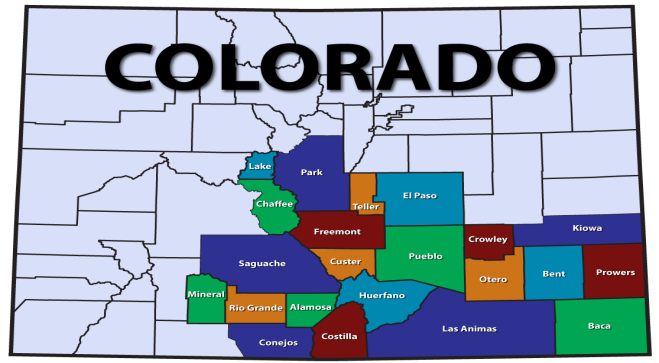 COLORADO
Lake
Park
Chaffee
Teller
El Paso
Freemont
Crowley
Kiowa
Saguache
Custer
Pueblo
Otero
Bent
Prowers
Mineral
Rio Grande
Alamosa
Huerfano
Conejos
Costilla
Las Animas
Baca